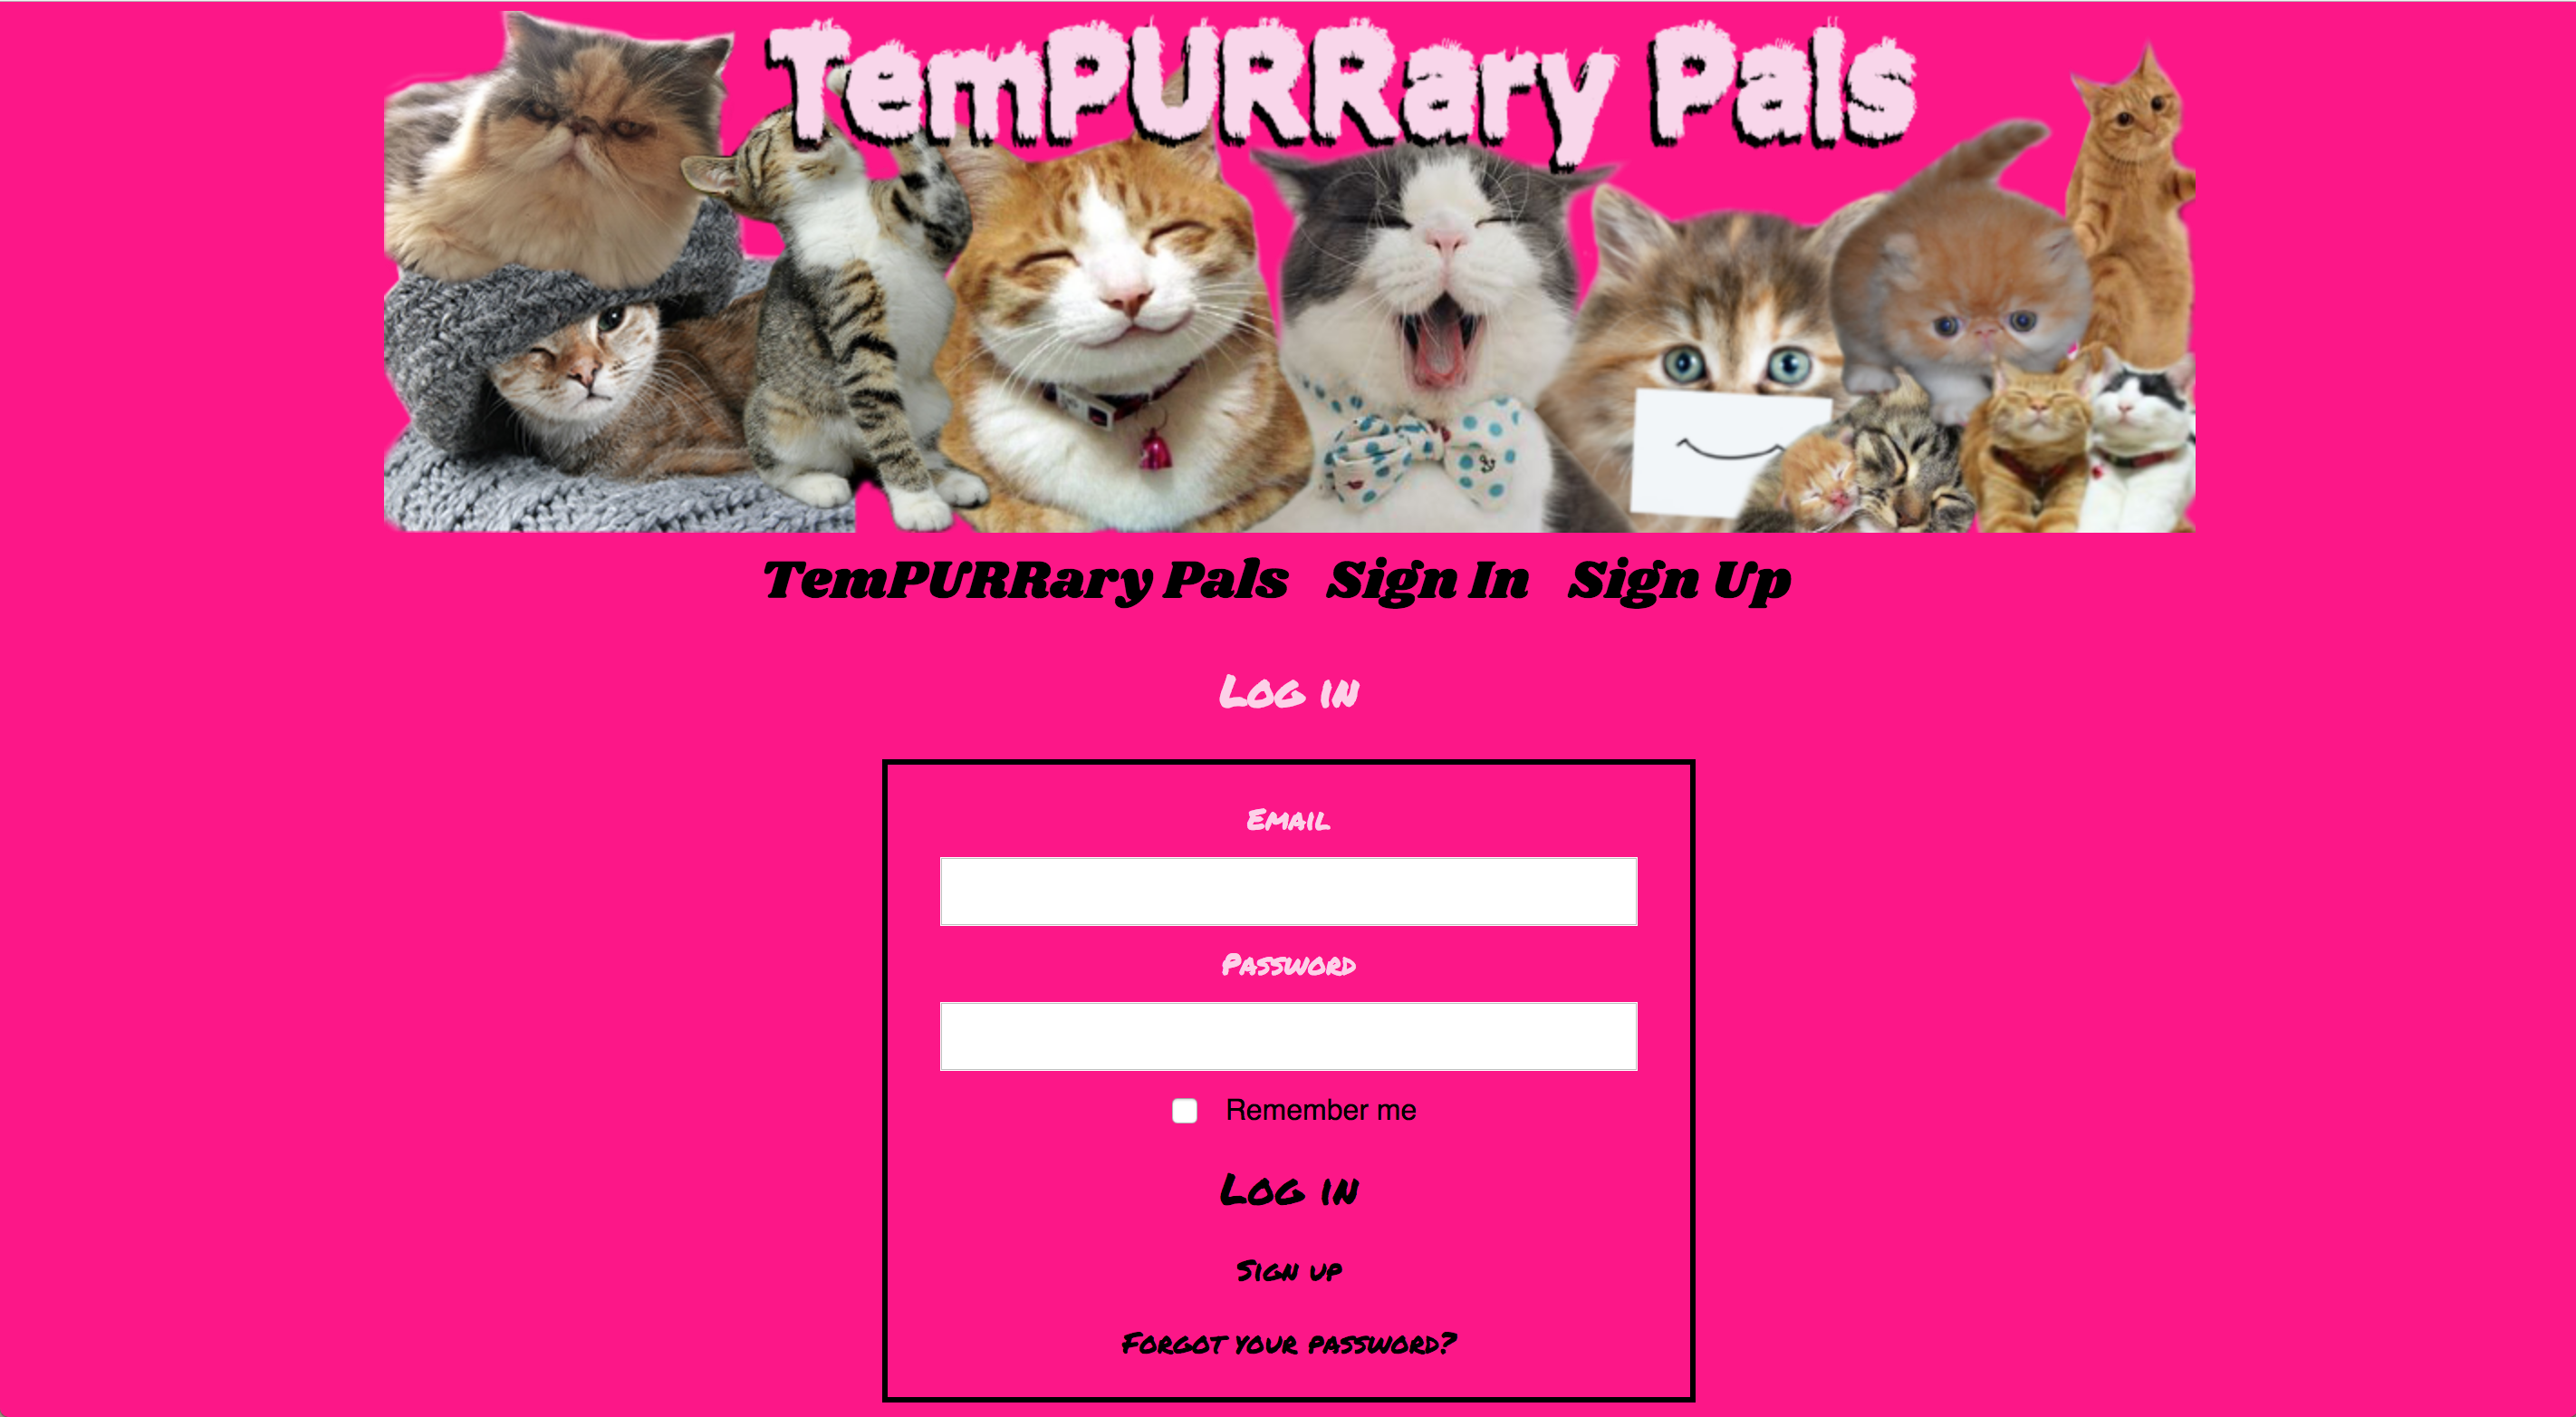 TemPURRary Pals
TemPURRary Pals Sign In Sign Up
Log in
Email
Password
Remember me
Log in
Sign up
Forgot your password?